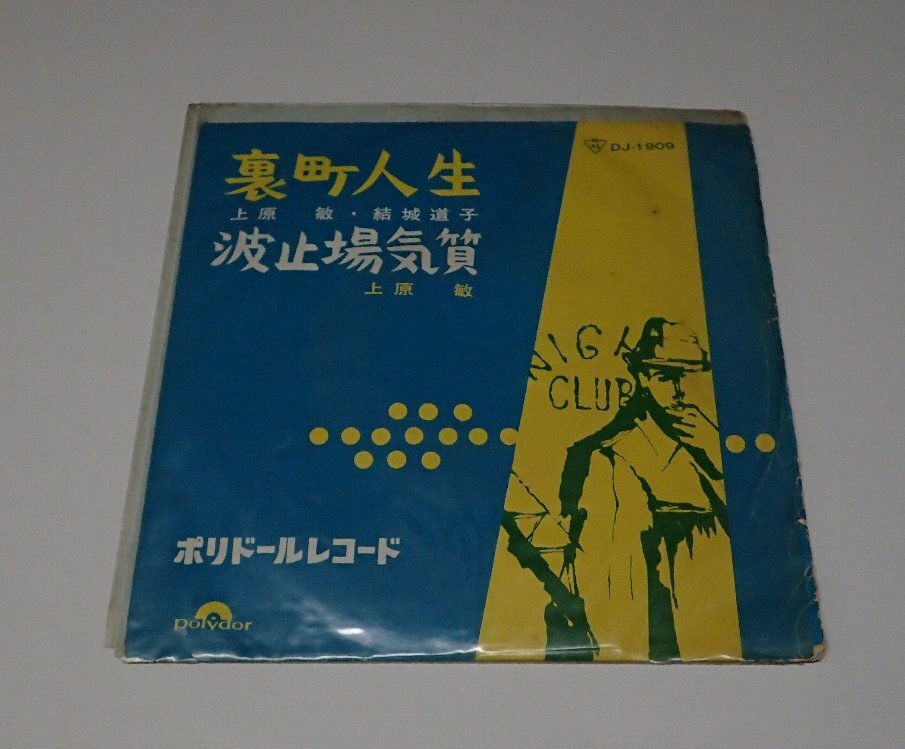 DJ-1909
裏町人生
上原 敏・結城道子
波止場気質
上原 敏
NIGH
CLUB
ポリドールレコード
polydor